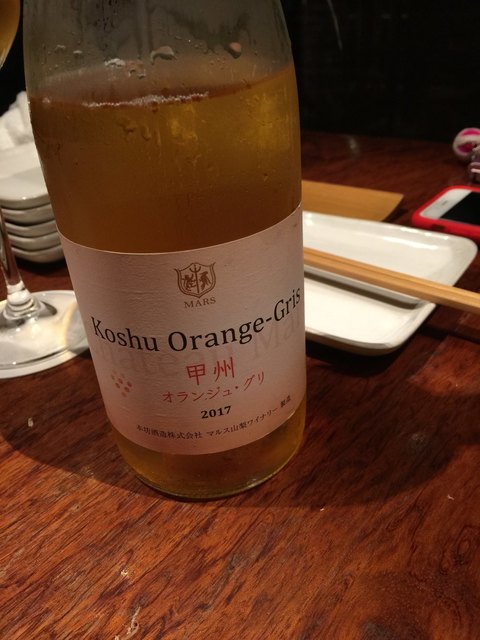 MARS
Koshu Orange-Gris
甲州
オランジュ・グリ
2017
本坊酒造株式会社 マルス山梨ワイナリー 製造